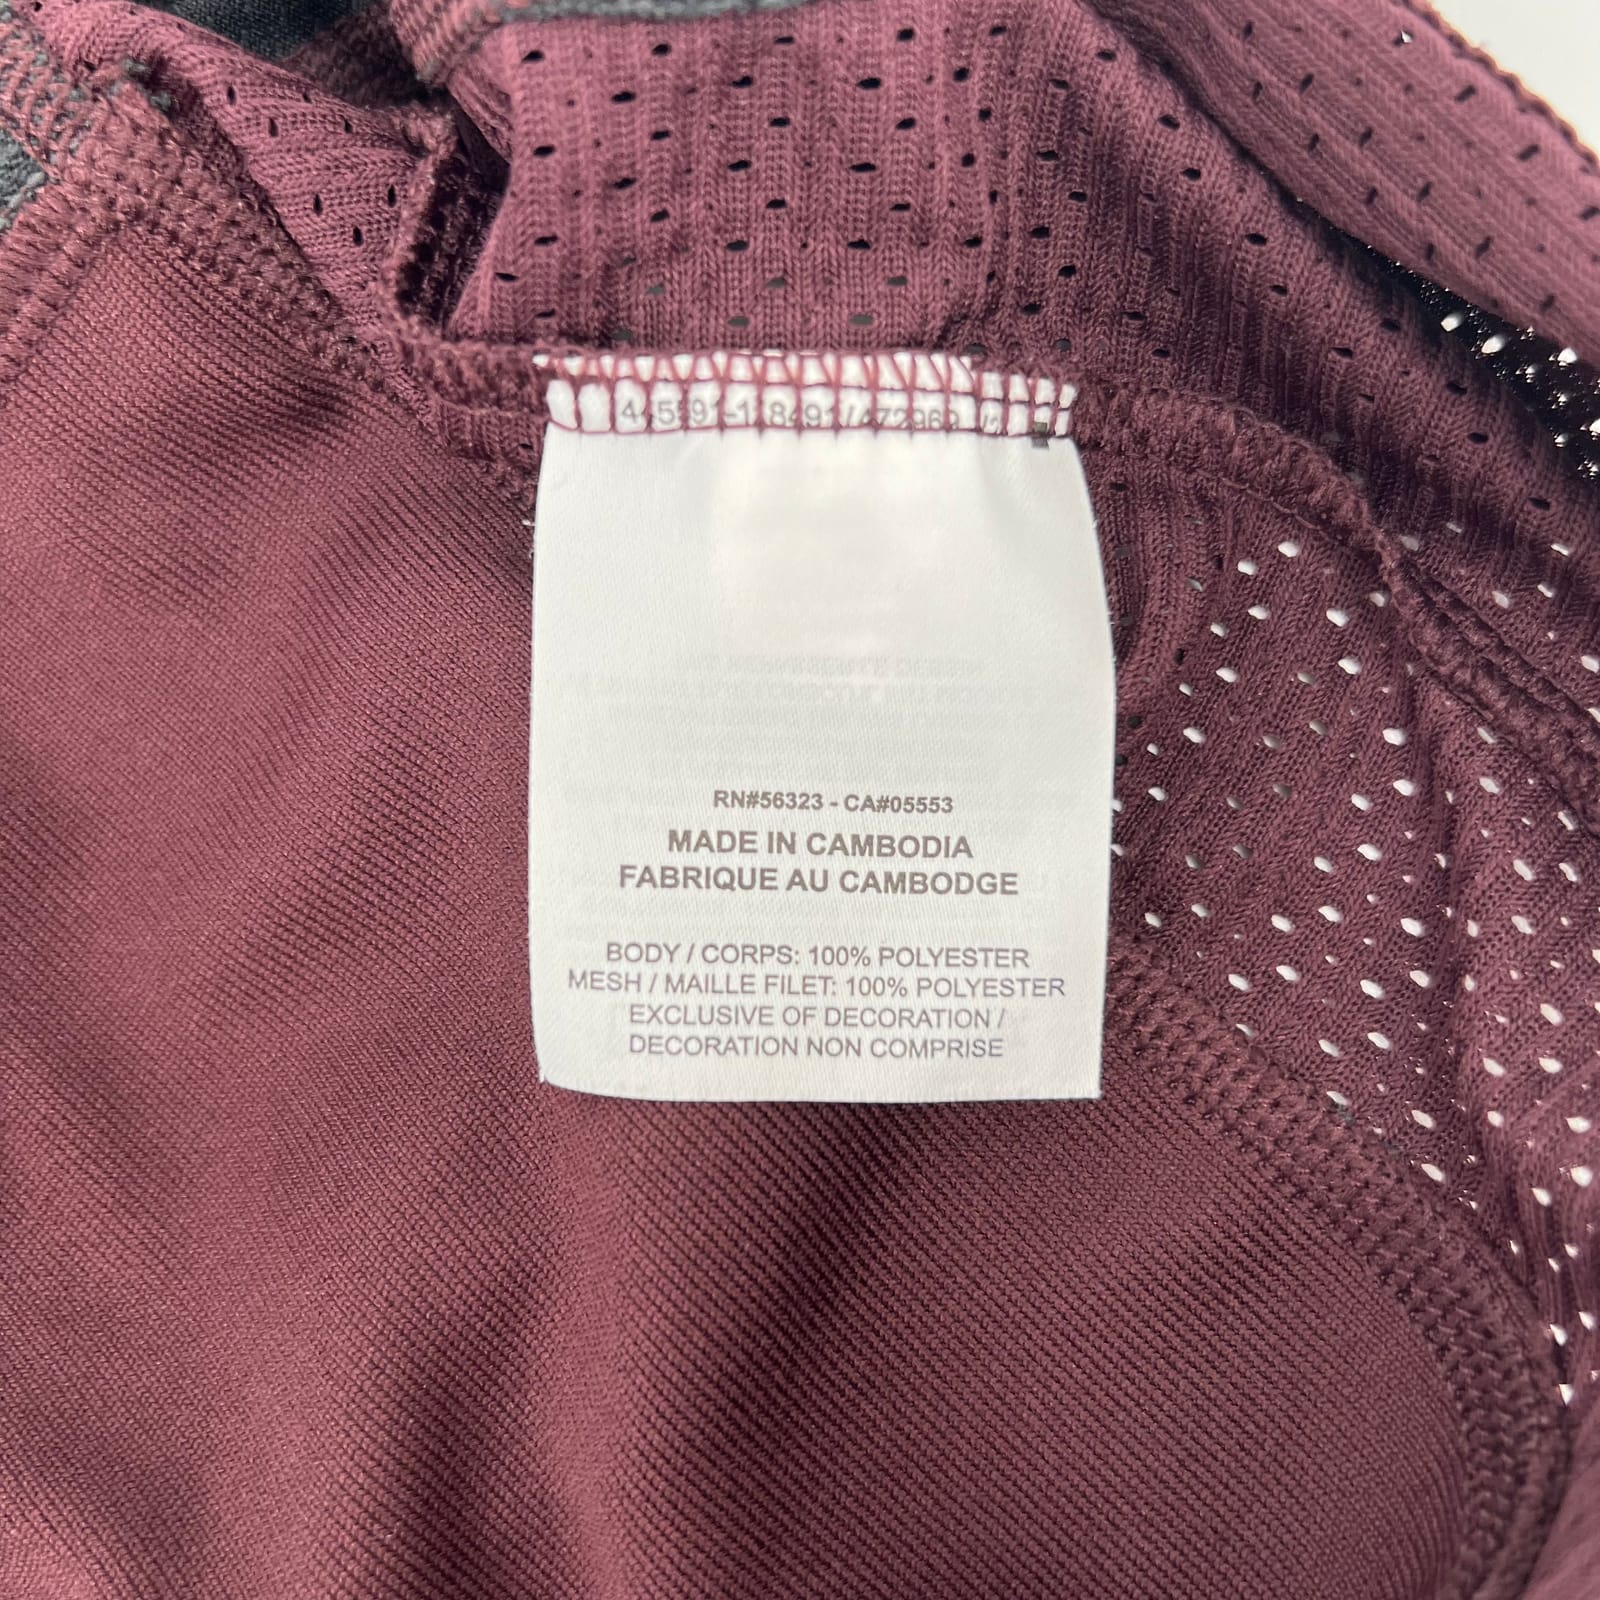 RN#56323 - CA#05553
MADE IN CAMBODIA
FABRIQUE AU CAMBODGE
BODY / CORPS: 100% POLYESTER
MESH / MAILLE FILET: 100% POLYESTER
EXCLUSIVE OF DECORATION /
DECORATION NON COMPRISE